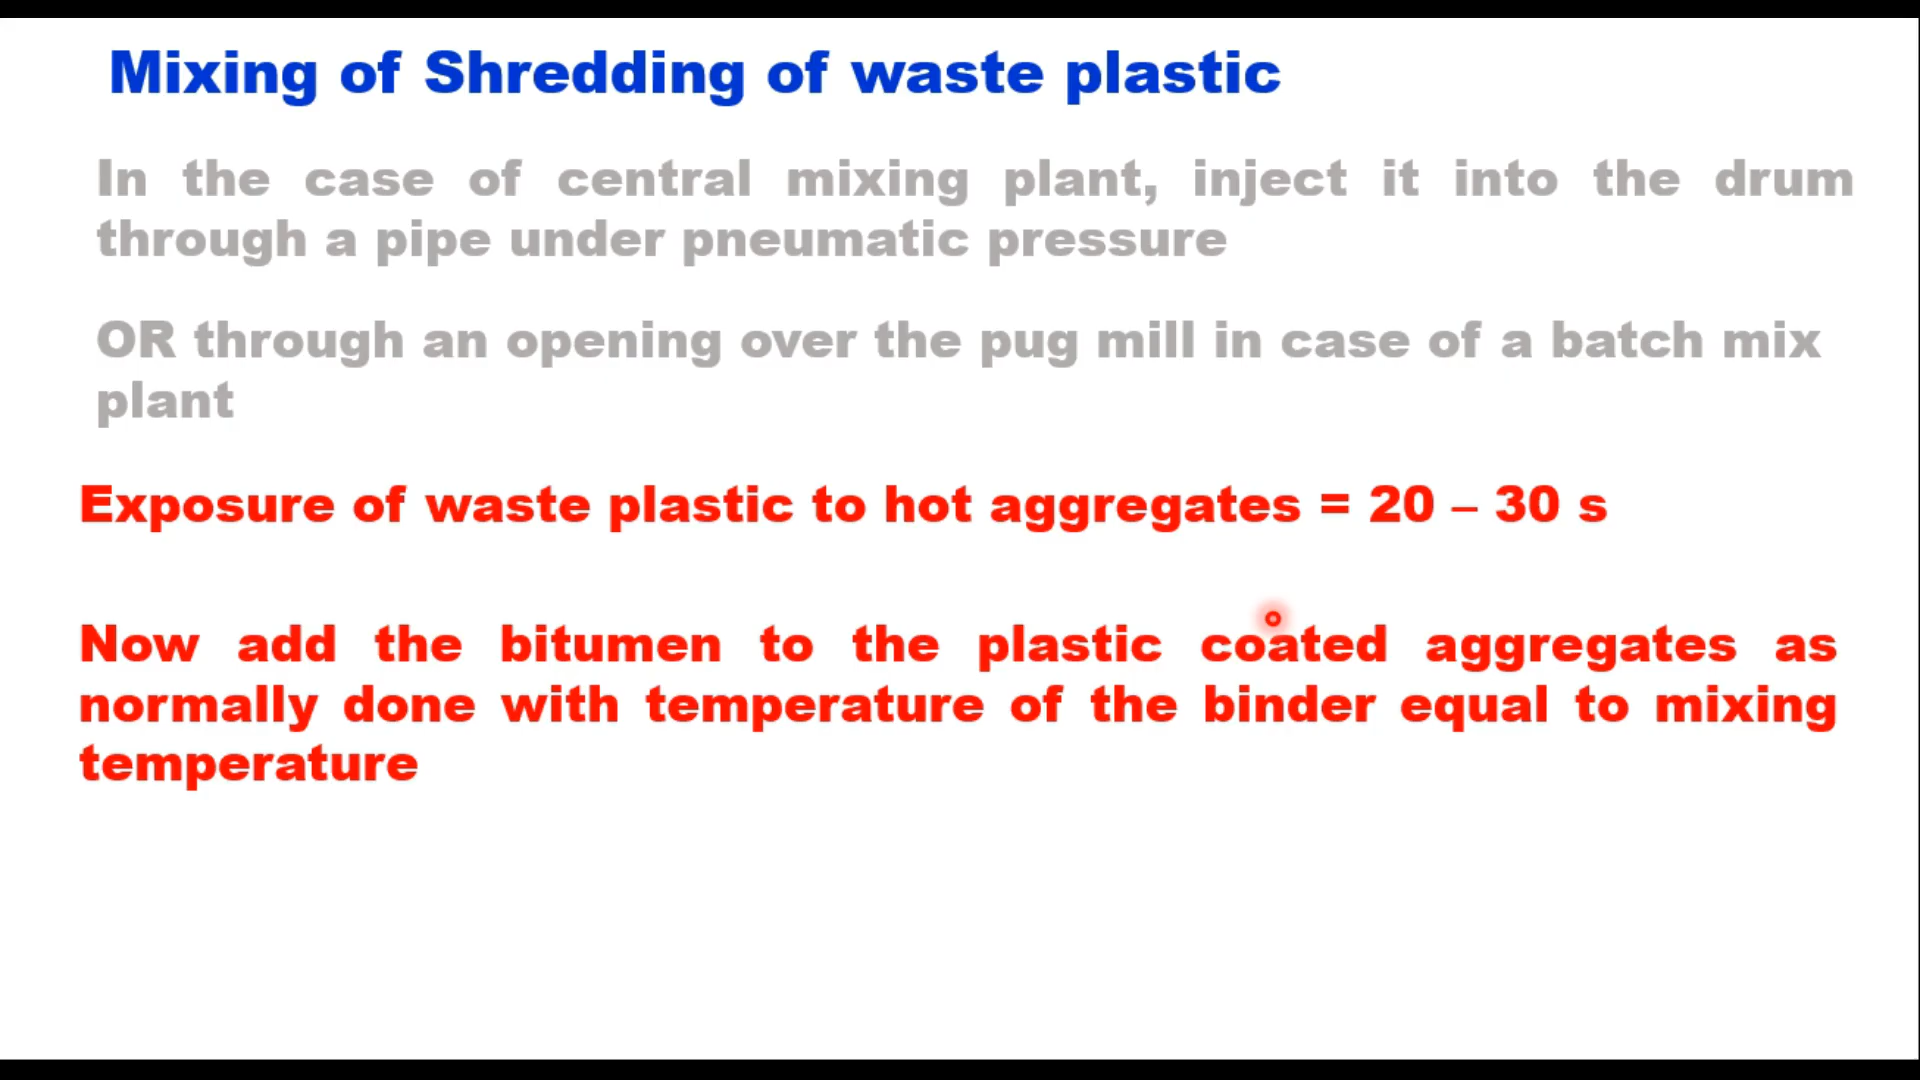 Mixing of Shredding of waste plastic
In the case of central mixing plant, inject it into the drum
through a pipe under pneumatic pressure
OR through an opening over the pug mill in case of a batch mix
plant
Exposure of waste plastic to hot aggregates = 20 – 30 s
Now add the bitumen to the plastic coated aggregates as
normally done with temperature of the binder equal to mixing
temperature